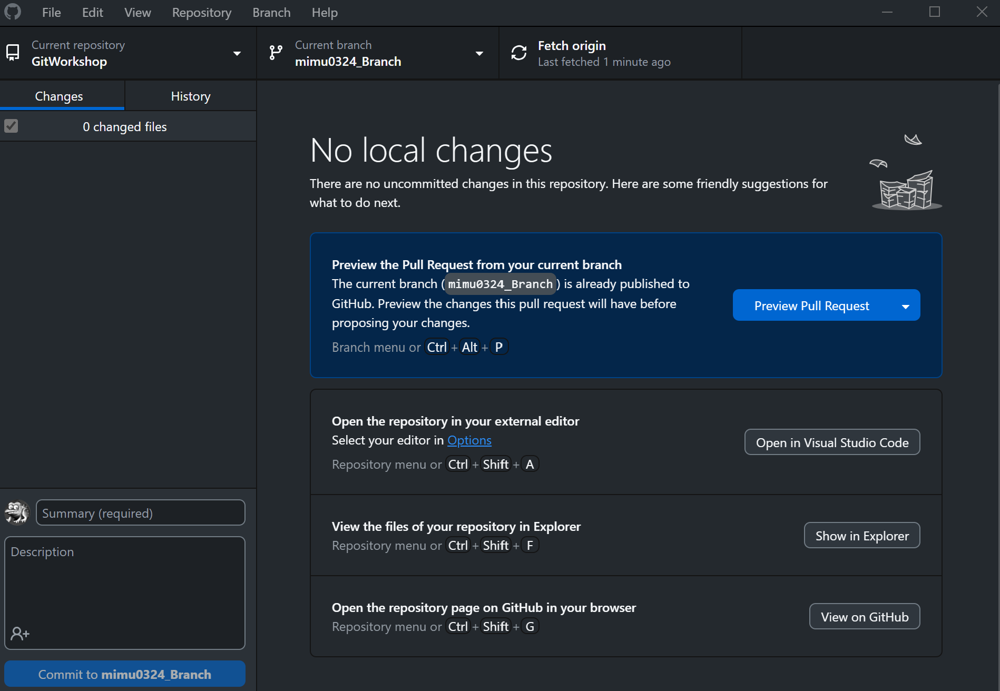 File Edit View Repository Branch Help
Current repository
GitWorkshop
Current branch
mimu0324_Branch
Fetch origin
Last fetched 1 minute ago
Changes History
0 changed files
No local changes
There are no uncommitted changes in this repository. Here are some friendly suggestions for
what to do next.
Preview the Pull Request from your current branch
The current branch (mimu0324_Branch) is already published to
GitHub. Preview the changes this pull request will have before
proposing your changes.
Branch menu or Ctrl + Alt + P
Preview Pull Request
Open the repository in your external editor
Select your editor in Options
Repository menu or Ctrl + Shift + A
Open in Visual Studio Code
View the files of your repository in Explorer
Repository menu or Ctrl + Shift + F
Show in Explorer
Open the repository page on GitHub in your browser
Repository menu or Ctrl + Shift + G
View on GitHub
Summary (required)
Description
Commit to mimu0324_Branch